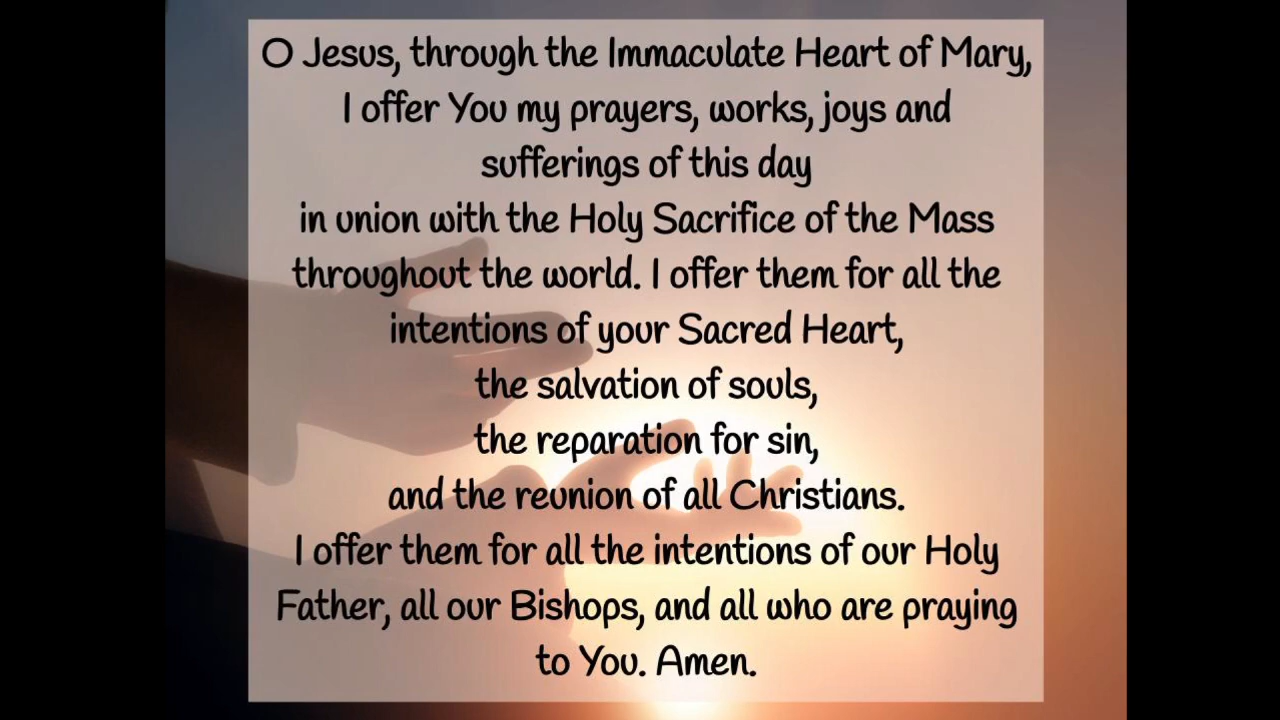 O Jesus, through the Immaculate Heart of Mary,
I offer You my prayers, works, joys and
sufferings of this day
in union with the Holy Sacrifice of the Mass
throughout the world. I offer them for all the
intentions of your Sacred Heart,
the salvation of souls,
the reparation for sin,
and the reunion of all Christians.
I offer them for all the intentions of our Holy
Father, all our Bishops, and all who are praying
to You. Amen.